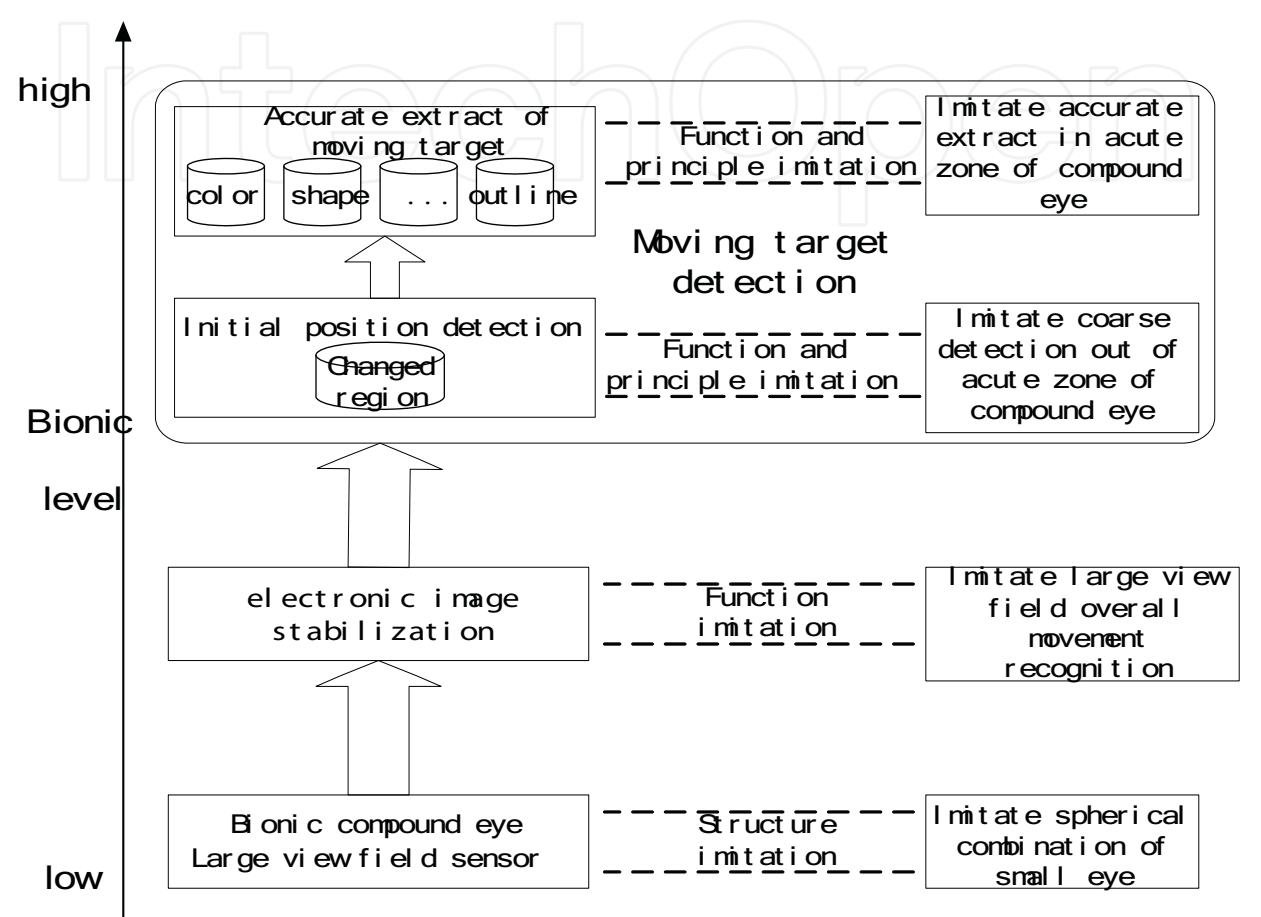 IntechOpen
high
Accurate extract of
moving target
color
shape
...
outline
Function and
principle imitation
Imitate accurate
extract in acute
zone of compound
eye
Moving target
detection
Initial position detection
Changed
region
Function and
principle imitation
Imitate coarse
detection out of
acute zone of
compound eye
Bionic
level
electronic image
stabilization
Function
imitation
Imitate large view
field overall
movement
recognition
Bionic compound eye
Large view field sensor
Structure
imitation
Imitate spherical
combination of
small eye
low